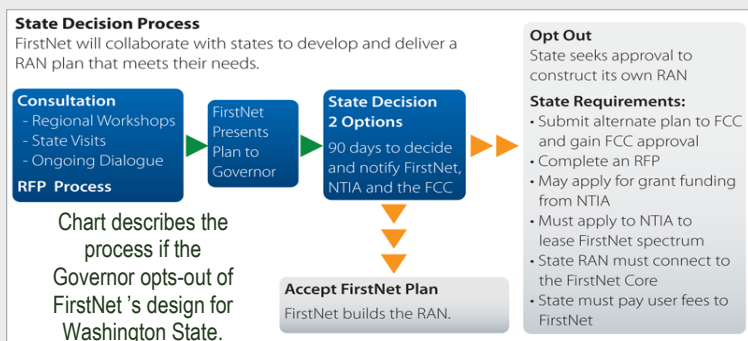 State Decision Process
FirstNet will collaborate with states to develop and deliver a
RAN plan that meets their needs.
Consultation
- Regional Workshops
- State Visits
- Ongoing Dialogue
RFP Process
FirstNet
Presents
Plan to
Governor
State Decision
2 Options
90 days to decide
and notify FirstNet,
NTIA and the FCC
Opt Out
State seeks approval to
construct its own RAN
State Requirements:
• Submit alternate plan to FCC
and gain FCC approval
• Complete an RFP
• May apply for grant funding
from NTIA
• Must apply to NTIA to
lease FirstNet spectrum
• State RAN must connect to
the FirstNet Core
• State must pay user fees to
FirstNet
Accept FirstNet Plan
FirstNet builds the RAN.
Chart describes the
process if the
Governor opts-out of
FirstNet 's design for
Washington State.